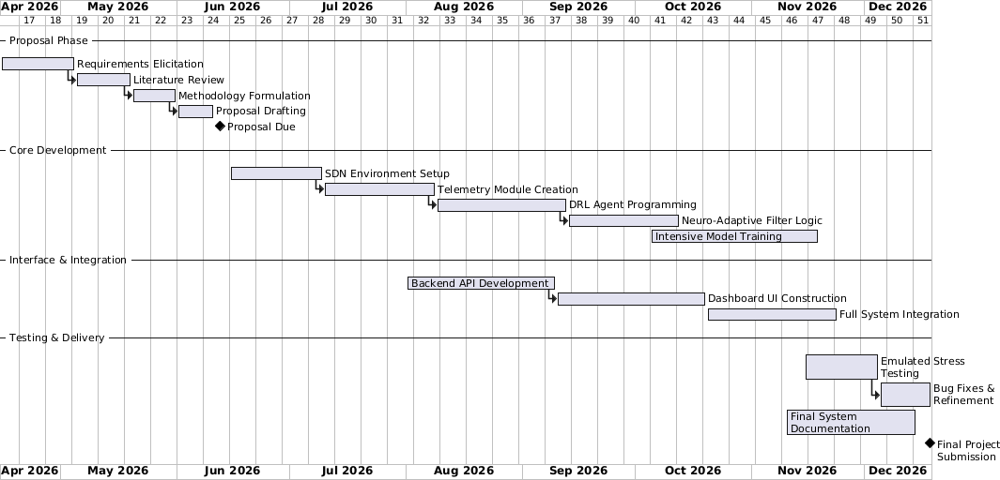 Apr 2026 May 2026 Jun 2026 Jul 2026 Aug 2026 Sep 2026 Oct 2026 Nov 2026 Dec 2026
17 18 19 20 21 22 23 24 25 26 27 28 29 30 31 32 33 34 35 36 37 38 39 40 41 42 43 44 45 46 47 48 49 50 51
Proposal Phase
Requirements Elicitation
Literature Review
Methodology Formulation
Proposal Drafting
Proposal Due
Core Development
SDN Environment Setup
Telemetry Module Creation
DRL Agent Programming
Neuro-Adaptive Filter Logic
Intensive Model Training
Interface & Integration
Backend API Development
Dashboard UI Construction
Full System Integration
Testing & Delivery
Emulated Stress
Testing
Bug Fixes &
Refinement
Final System
Documentation
Final Project
Submission
Apr 2026 May 2026 Jun 2026 Jul 2026 Aug 2026 Sep 2026 Oct 2026 Nov 2026 Dec 2026